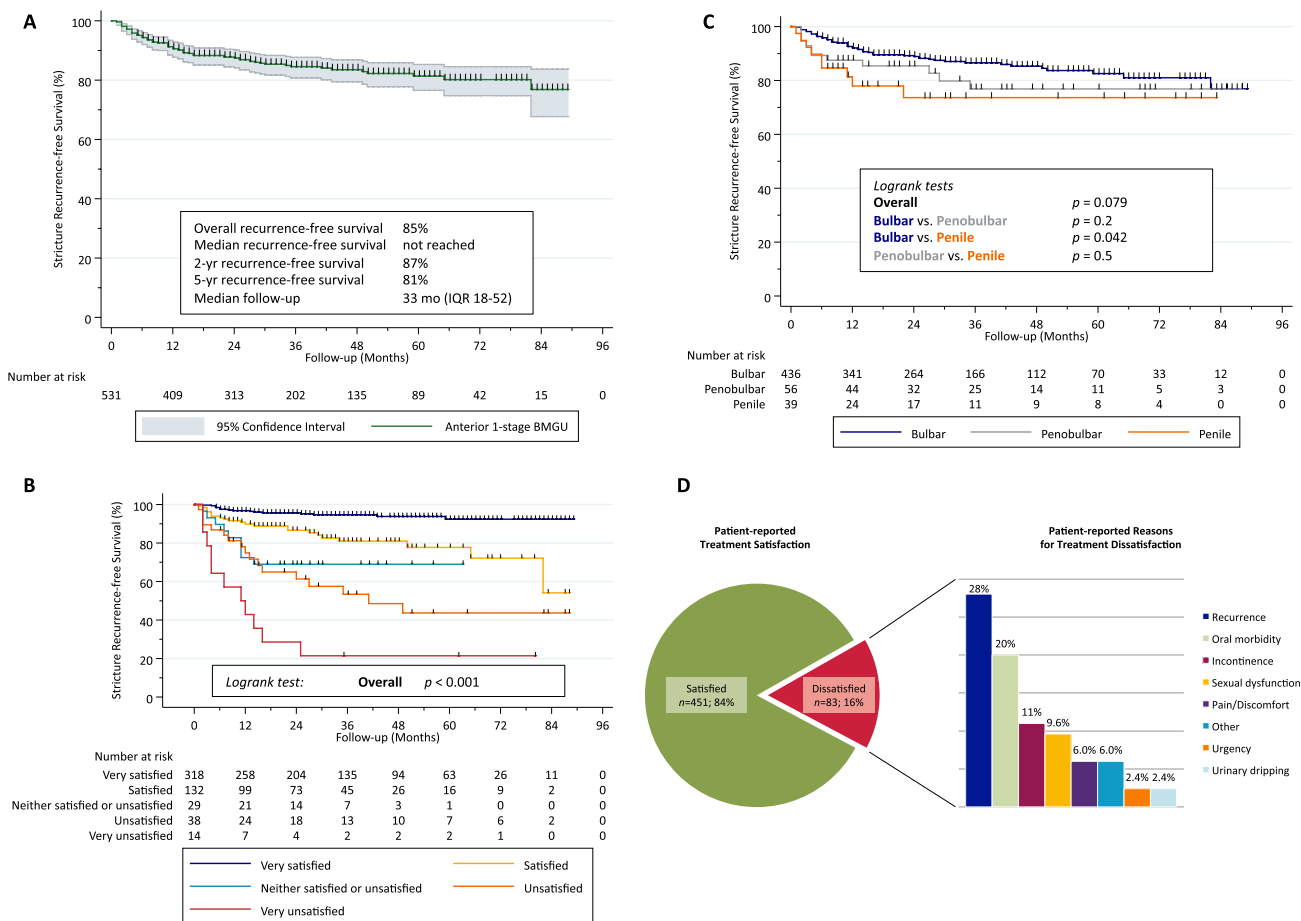 A
Stricture Recurrence-free Survival (%)
100
80
60
40
20
0
Overall recurrence-free survival 85%
Median recurrence-free survival not reached
2-yr recurrence-free survival 87%
5-yr recurrence-free survival 81%
Median follow-up 33 mo (IQR 18-52)
0 12 24 36 48 60 72 84 96
Follow-up (Months)
Number at risk
531 409 313 202 135 89 42 15 0
95% Confidence Interval Anterior 1-stage BMGU
C
Stricture Recurrence-free Survival (%)
100
80
60
40
20
0
Logrank tests
Overall p = 0.079
Bulbar vs. Penobulbar p = 0.2
Bulbar vs. Penile p = 0.042
Penobulbar vs. Penile p = 0.5
0 12 24 36 48 60 72 84 96
Follow-up (Months)
Number at risk
Bulbar 436 341 264 166 112 70 33 12 0
Penobulbar 56 44 32 25 14 11 5 3 0
Penile 39 24 17 11 9 8 4 0 0
Bulbar Penobulbar Penile
B
Stricture Recurrence-free Survival (%)
100
80
60
40
20
0
Logrank test: Overall p < 0.001
0 12 24 36 48 60 72 84 96
Follow-up (Months)
Number at risk
Very satisfied 318 258 204 135 94 63 26 11 0
Satisfied 132 99 73 45 26 16 9 2 0
Neither satisfied or unsatisfied 29 21 14 7 3 1 0 0 0
Unsatisfied 38 24 18 13 10 7 6 2 0
Very unsatisfied 14 7 4 2 2 2 1 0 0
Very satisfied Satisfied
Neither satisfied or unsatisfied Unsatisfied
Very unsatisfied
D
Patient-reported
Treatment Satisfaction
Satisfied
n=451; 84%
Dissatisfied
n=83; 16%
Patient-reported Reasons
for Treatment Dissatisfaction
28%
20%
11%
9.6%
6.0% 6.0%
2.4% 2.4%
Recurrence
Oral morbidity
Incontinence
Sexual dysfunction
Pain/Discomfort
Other
Urgency
Urinary dripping